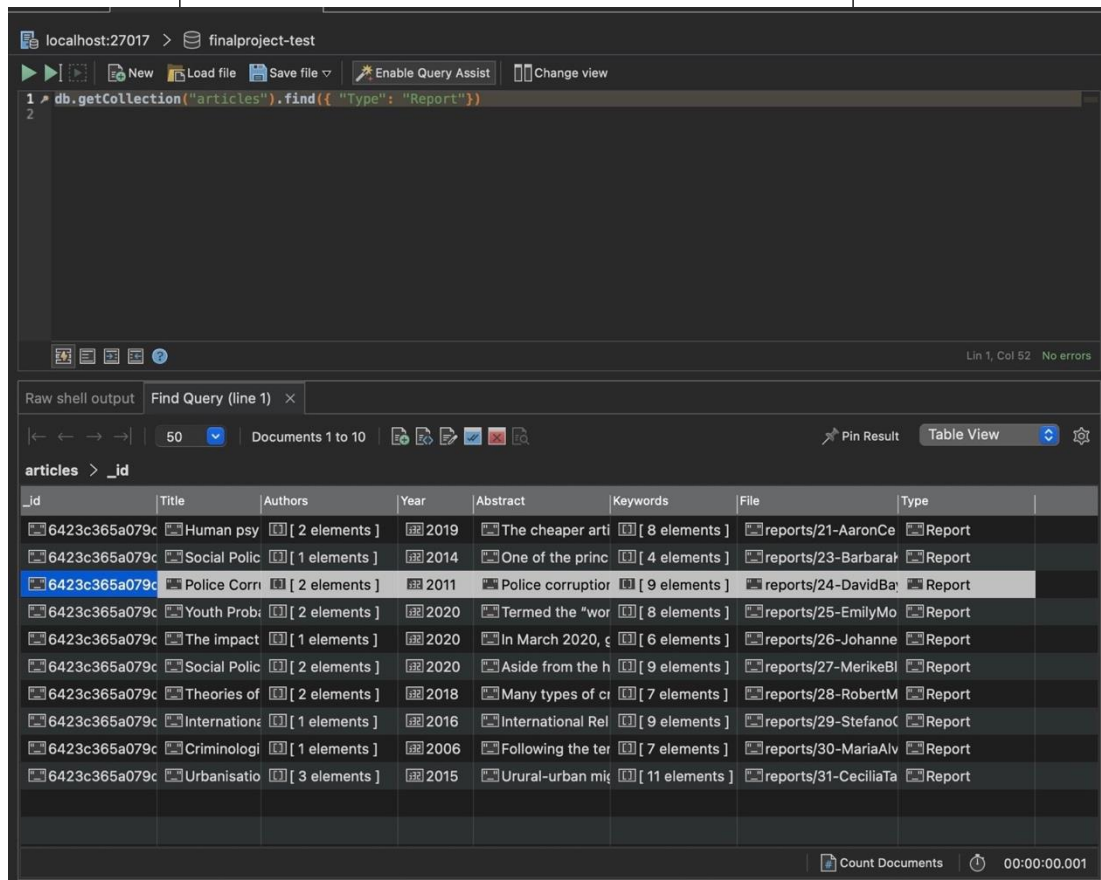 localhost:27017 > finalproject-test
New Load file Save file Enable Query Assist Change view
1 db.getCollection("articles").find({ "Type": "Report"})
2
Lin 1, Col 52 No errors
Raw shell output Find Query (line 1) ×
50 Documents 1 to 10 Pin Result Table View
articles > _id
_id Title Authors Year Abstract Keywords File Type
6423c365a079c Human psy [ 2 elements ] 2019 The cheaper arti [ 8 elements ] reports/21-AaronCe Report
6423c365a079c Social Polic [ 1 elements ] 2014 One of the princ [ 4 elements ] reports/23-Barbara Report
6423c365a079c Police Corru [ 2 elements ] 2011 Police corruption [ 9 elements ] reports/24-DavidBay Report
6423c365a079c Youth Proba [ 2 elements ] 2020 Termed the “wor [ 8 elements ] reports/25-EmilyMo Report
6423c365a079c The impact [ 1 elements ] 2020 In March 2020, g [ 6 elements ] reports/26-Johanne Report
6423c365a079c Social Polic [ 2 elements ] 2020 Aside from the h [ 9 elements ] reports/27-MerikeBl Report
6423c365a079c Theories of [ 2 elements ] 2018 Many types of cr [ 7 elements ] reports/28-RobertM Report
6423c365a079c Internationa [ 1 elements ] 2016 International Rel [ 9 elements ] reports/29-Stefano Report
6423c365a079c Criminologi [ 1 elements ] 2006 Following the ter [ 7 elements ] reports/30-MariaAlv Report
6423c365a079c Urbanisatio [ 3 elements ] 2015 Urural-urban mig [ 11 elements ] reports/31-CeciliaTa Report
Count Documents 00:00:00.001